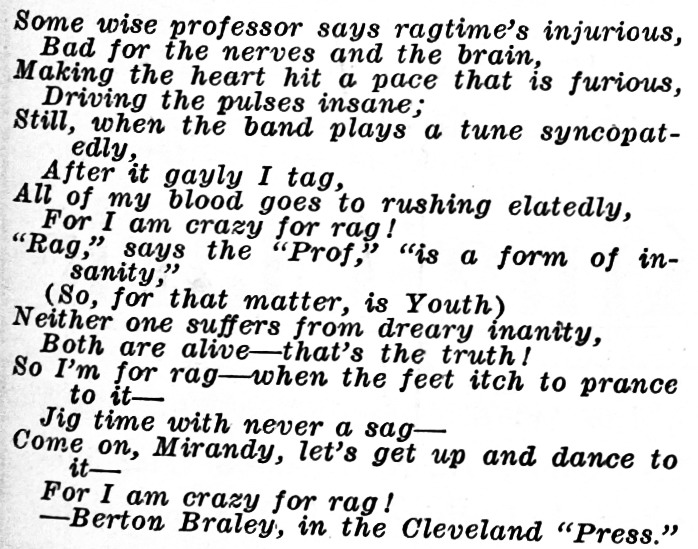 Some wise professor says ragtime's injurious,
Bad for the nerves and the brain,
Making the heart hit a pace that is furious,
Driving the pulses insane;
Still, when the band plays a tune syncopat-
edly,
After it gayly I tag,
All of my blood goes to rushing elatedly,
For I am crazy for rag!
"Rag," says the "Prof," "is a form of in-
sanity,"
(So, for that matter, is Youth)
Neither one suffers from dreary inanity,
Both are alive—that's the truth!
So I'm for rag—when the feet itch to prance
to it—
Jig time with never a sag—
Come on, Mirandy, let's get up and dance to
it—
For I am crazy for rag!
—Berton Braley, in the Cleveland "Press."